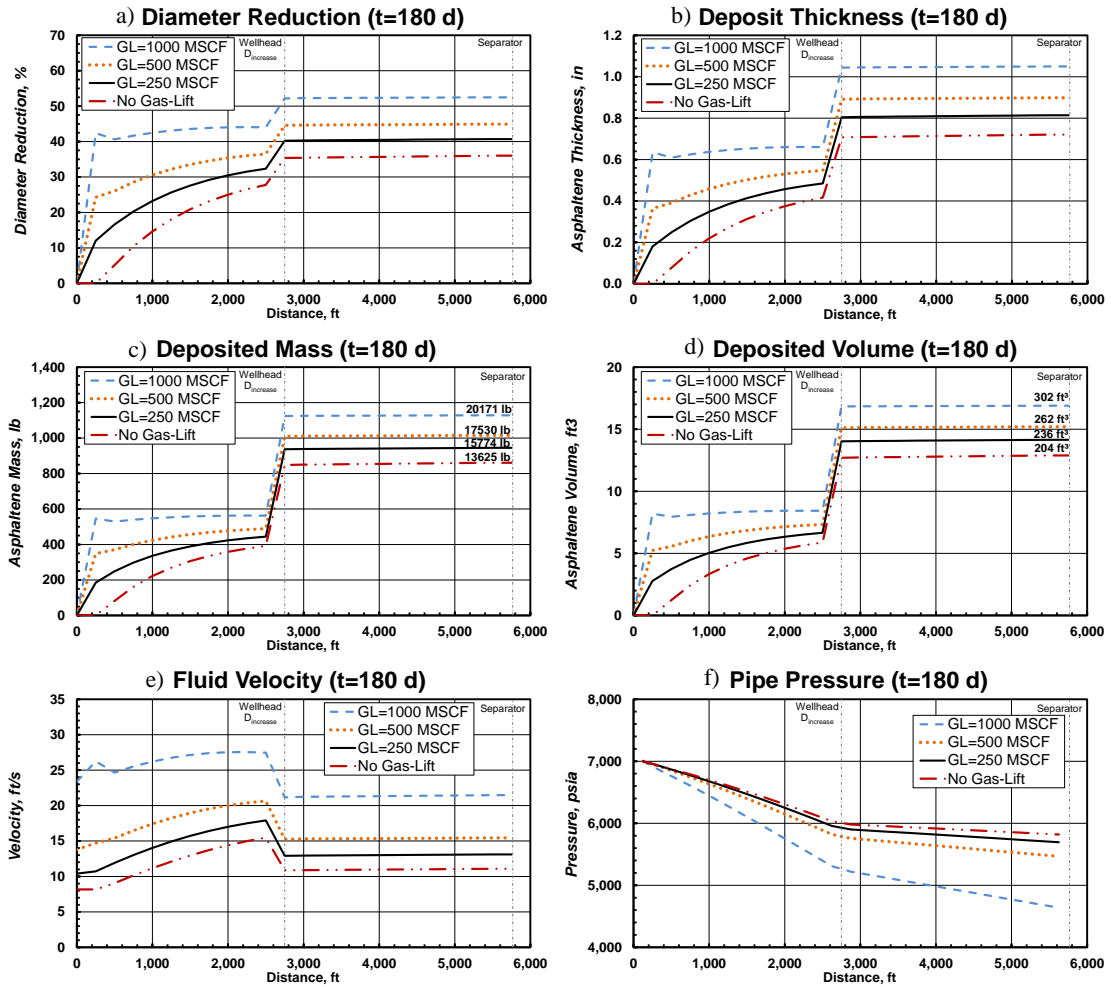 a) Diameter Reduction (t=180 d)
70
60
50
40
30
20
10
0
Diameter Reduction, %
GL=1000 MSCF
GL=500 MSCF
GL=250 MSCF
No Gas-Lift
Wellhead
Dincrease
Separator
0 1,000 2,000 3,000 4,000 5,000 6,000
Distance, ft
b) Deposit Thickness (t=180 d)
1.2
1.0
0.8
0.6
0.4
0.2
0.0
Asphaltene Thickness, in
GL=1000 MSCF
GL=500 MSCF
GL=250 MSCF
No Gas-Lift
Wellhead
Dincrease
Separator
0 1,000 2,000 3,000 4,000 5,000 6,000
Distance, ft
c) Deposited Mass (t=180 d)
1,400
1,200
1,000
800
600
400
200
0
Asphaltene Mass, lb
GL=1000 MSCF
GL=500 MSCF
GL=250 MSCF
No Gas-Lift
Wellhead
Dincrease
Separator
20171 lb
17530 lb
15774 lb
13625 lb
0 1,000 2,000 3,000 4,000 5,000 6,000
Distance, ft
d) Deposited Volume (t=180 d)
20
15
10
5
0
Asphaltene Volume, ft3
GL=1000 MSCF
GL=500 MSCF
GL=250 MSCF
No Gas-Lift
Wellhead
Dincrease
Separator
302 ft³
262 ft³
236 ft³
204 ft³
0 1,000 2,000 3,000 4,000 5,000 6,000
Distance, ft
e) Fluid Velocity (t=180 d)
35
30
25
20
15
10
5
0
Velocity, ft/s
Wellhead
Dincrease
Separator
GL=1000 MSCF
GL=500 MSCF
GL=250 MSCF
No Gas-Lift
0 1,000 2,000 3,000 4,000 5,000 6,000
Distance, ft
f) Pipe Pressure (t=180 d)
8,000
7,000
6,000
5,000
4,000
Pressure, psia
Wellhead
Dincrease
Separator
GL=1000 MSCF
GL=500 MSCF
GL=250 MSCF
No Gas-Lift
0 1,000 2,000 3,000 4,000 5,000 6,000
Distance, ft